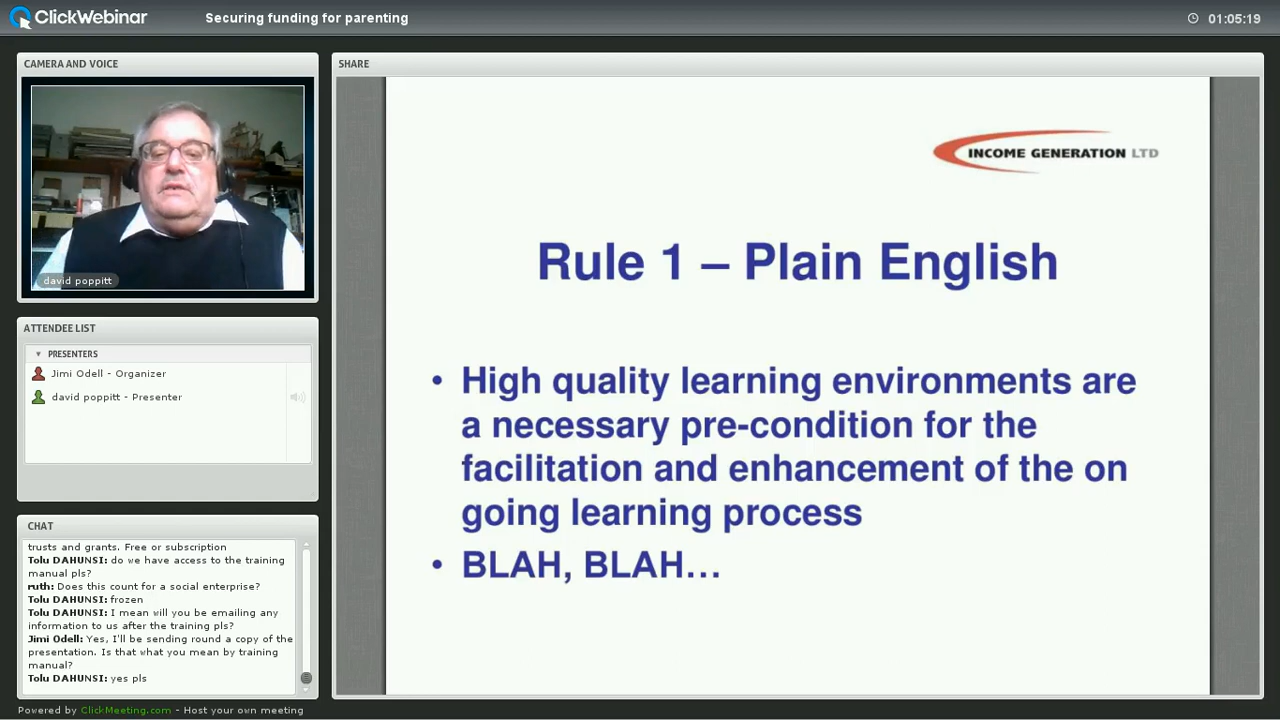 ClickWebinar
Securing funding for parenting
01:05:19
CAMERA AND VOICE
david poppitt
ATTENDEE LIST
PRESENTERS
Jimi Odell - Organizer
david poppitt - Presenter
CHAT
trusts and grants. Free or subscription
Tolu DAHUNSI: do we have access to the training
manual pls?
ruth: Does this count for a social enterprise?
Tolu DAHUNSI: frozen
Tolu DAHUNSI: I mean will you be emailing any
information to us after the training pls?
Jimi Odell: Yes, I'll be sending round a copy of the
presentation. Is that what you mean by training
manual?
Tolu DAHUNSI: yes pls
SHARE
INCOME GENERATION LTD
Rule 1 – Plain English
• High quality learning environments are
a necessary pre-condition for the
facilitation and enhancement of the on
going learning process
• BLAH, BLAH…
Powered by ClickMeeting.com - Host your own meeting